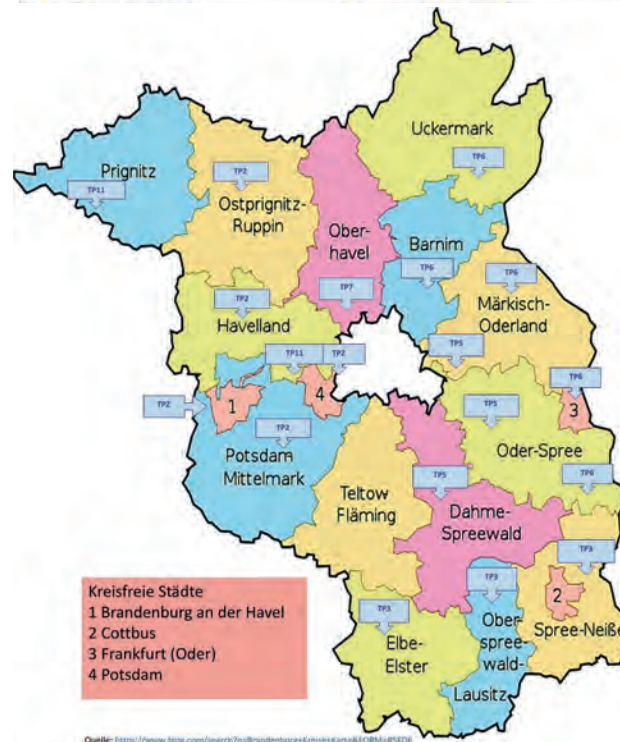 Uckermark
TP6
Prignitz
TP11
TP2
Ostprignitz-
Ruppin
Ober-
havel
Barnim
TP6
TP6
Märkisch-
Oderland
TP7
TP2
Havelland
TP5
TP11
TP2
TP6
TP2
1
4
3
TP5
Oder-Spree
TP2
Potsdam
Mittelmark
TP6
Teltow
Fläming
TP5
Dahme-
Spreewald
TP3
TP3
2
Spree-Neiße
TP3
Elbe-
Elster
Ober
spree-
wald-
Lausitz
Kreisfreie Städte
1 Brandenburg an der Havel
2 Cottbus
3 Frankfurt (Oder)
4 Potsdam
Quelle: